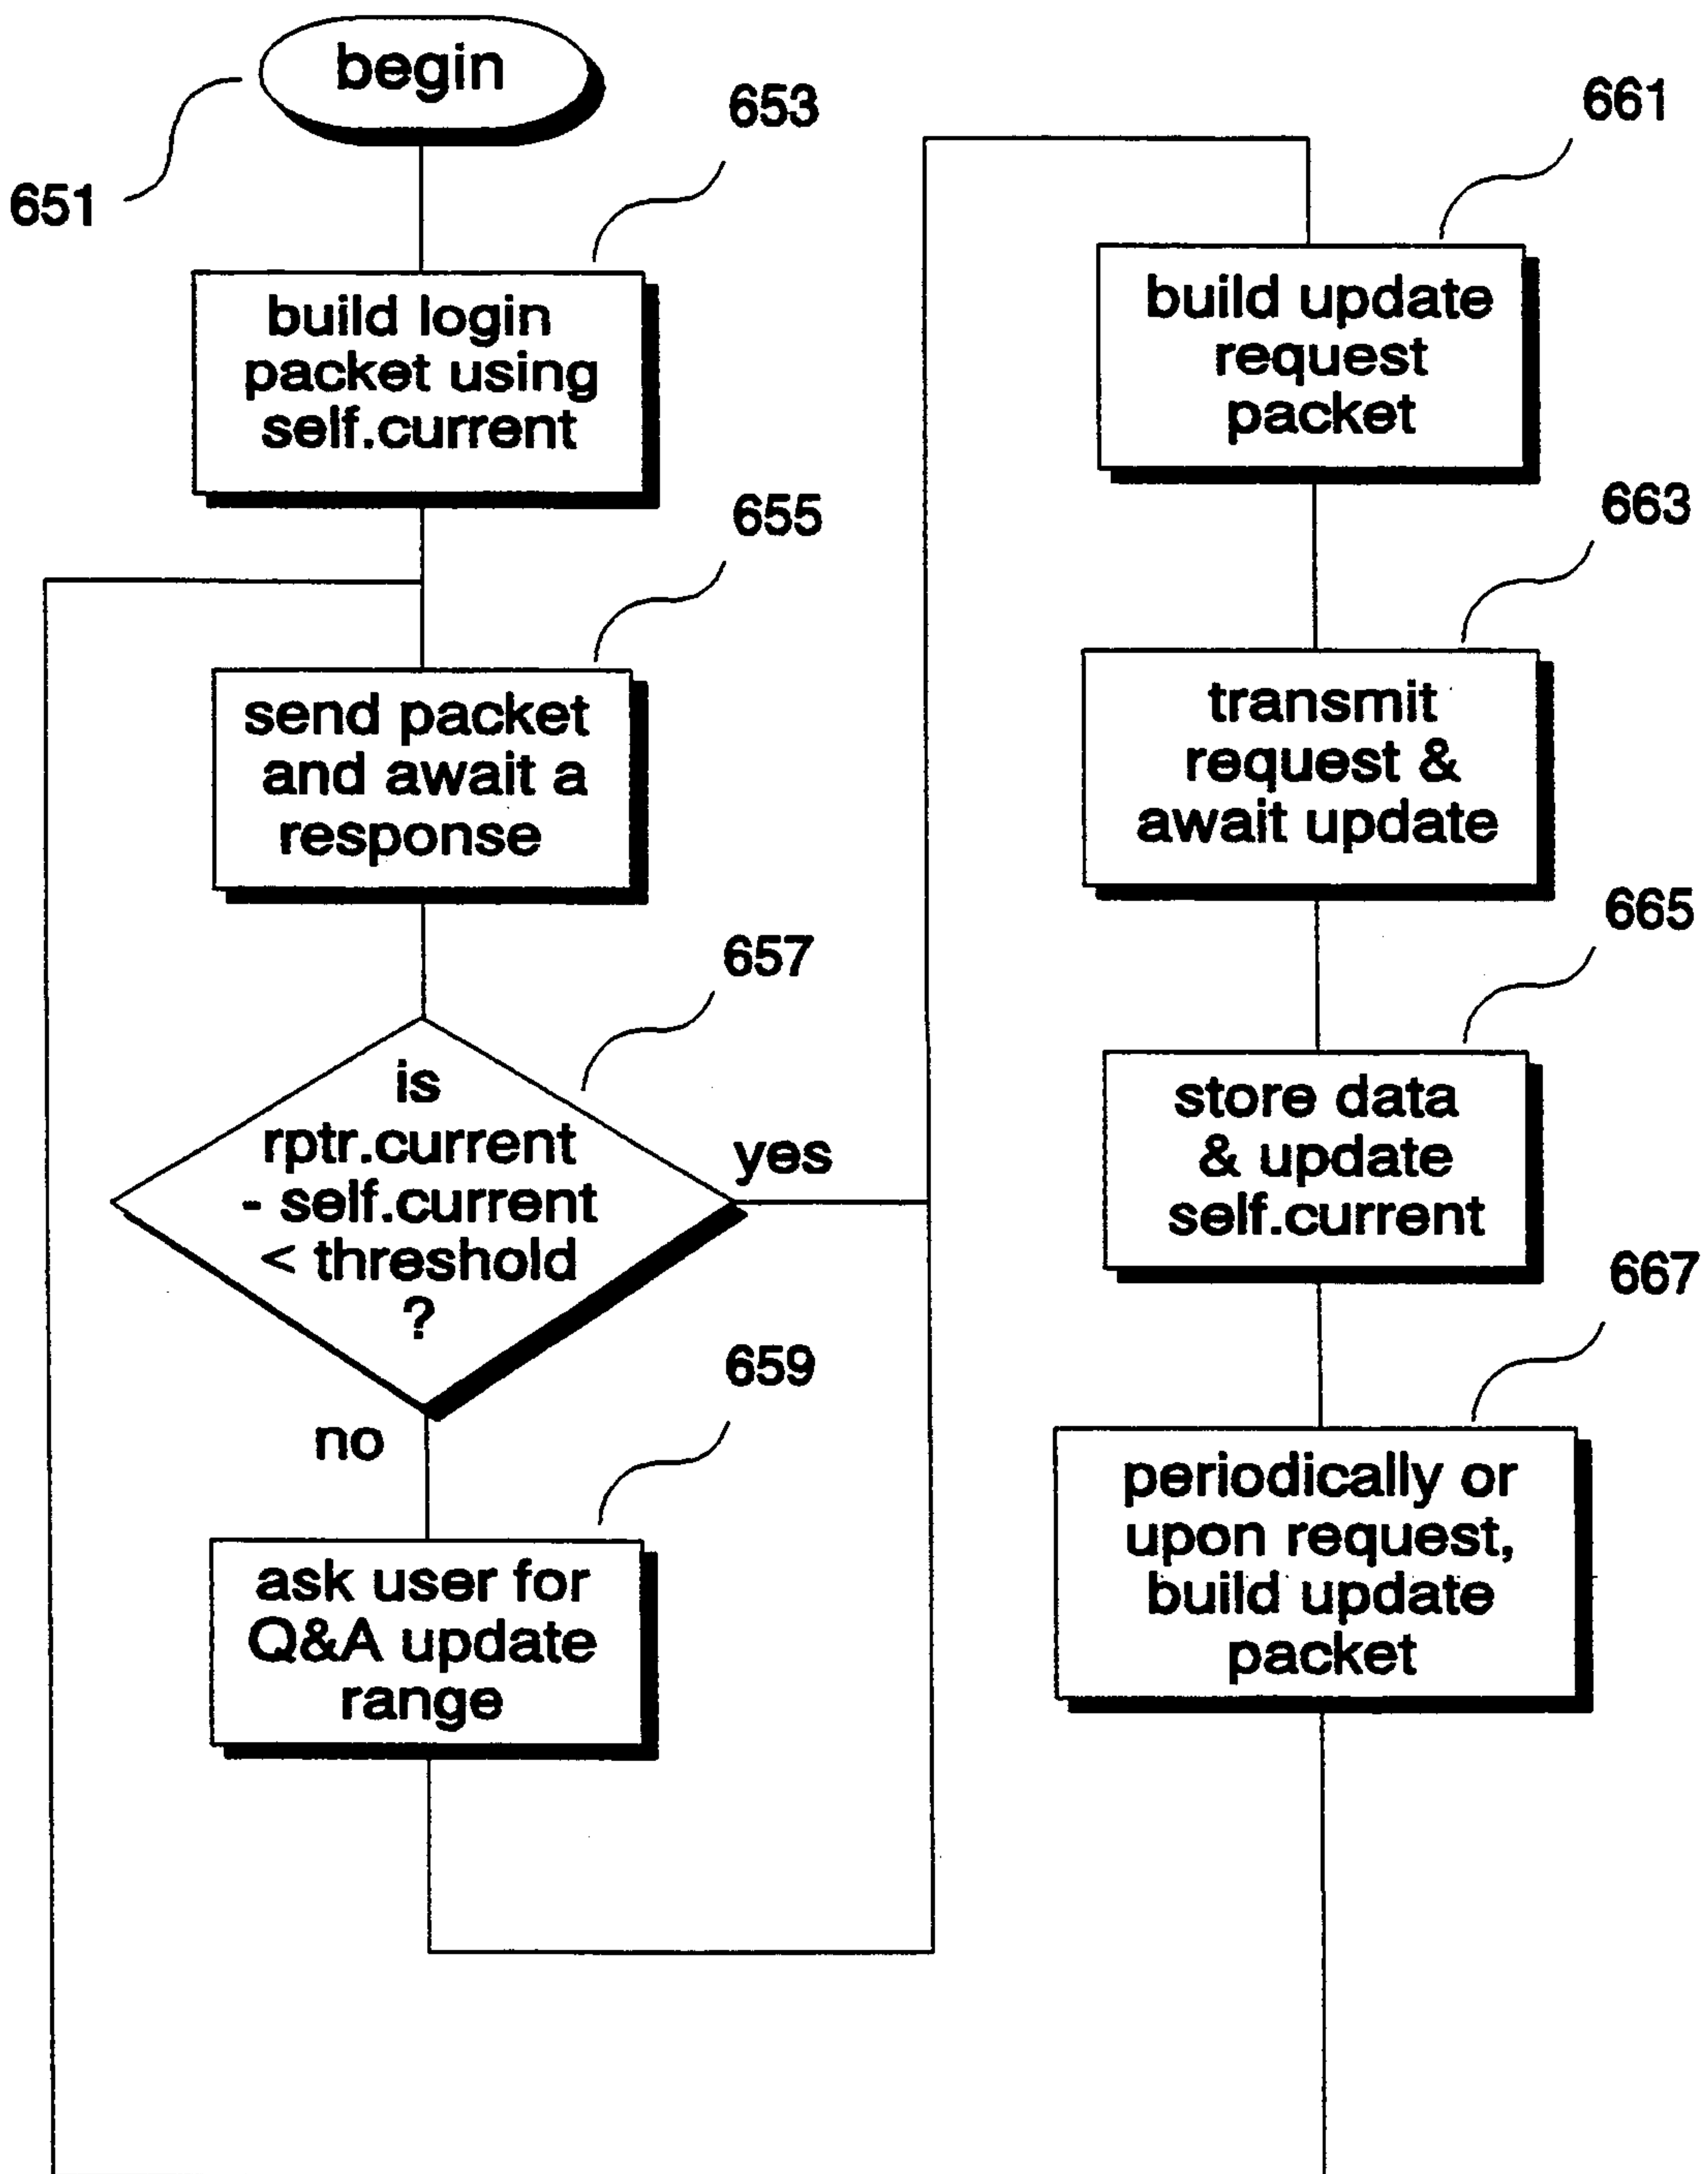 begin
651
653
build login
packet using
self.current
655
send packet
and await a
response
657
is
rptr.current
- self.current
< threshold
?
yes
no
659
ask user for
Q&A update
range
661
build update
request
packet
663
transmit
request &
await update
665
store data
& update
self.current
667
periodically or
upon request,
build update
packet